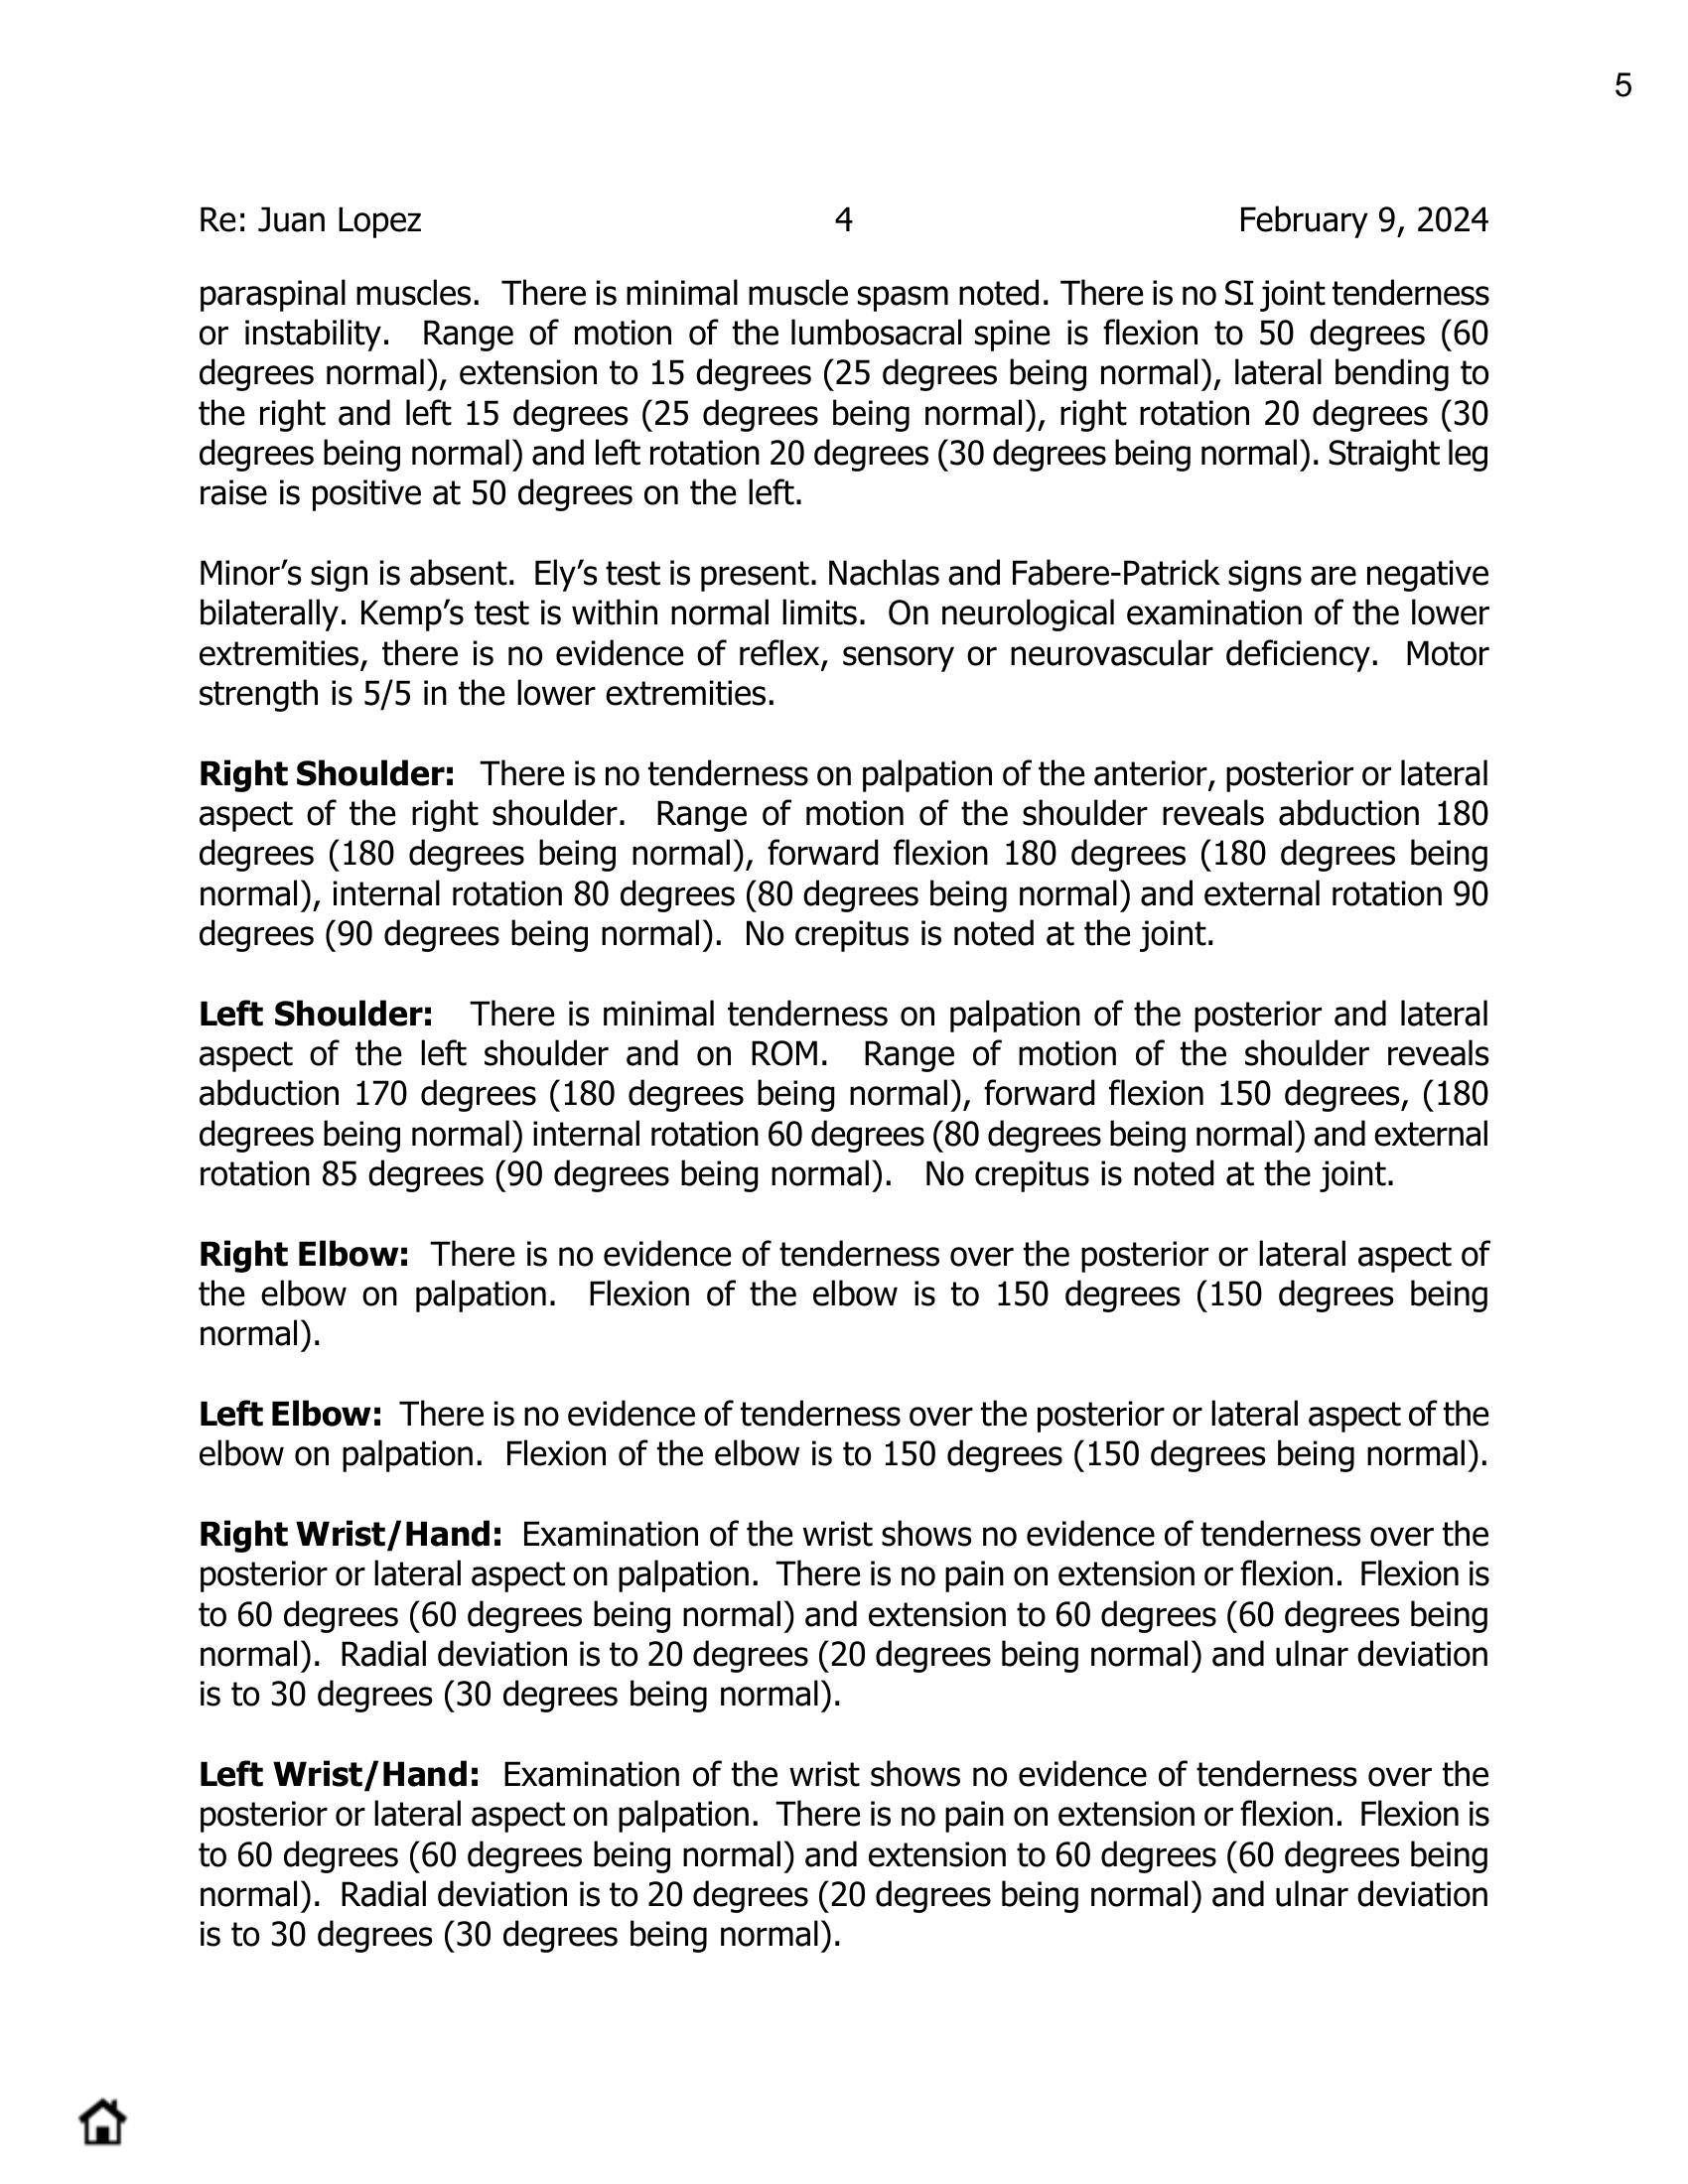 5
Re: Juan Lopez 4 February 9, 2024
paraspinal muscles. There is minimal muscle spasm noted. There is no SI joint tenderness
or instability. Range of motion of the lumbosacral spine is flexion to 50 degrees (60
degrees normal), extension to 15 degrees (25 degrees being normal), lateral bending to
the right and left 15 degrees (25 degrees being normal), right rotation 20 degrees (30
degrees being normal) and left rotation 20 degrees (30 degrees being normal). Straight leg
raise is positive at 50 degrees on the left.
Minor’s sign is absent. Ely’s test is present. Nachlas and Fabere-Patrick signs are negative
bilaterally. Kemp’s test is within normal limits. On neurological examination of the lower
extremities, there is no evidence of reflex, sensory or neurovascular deficiency. Motor
strength is 5/5 in the lower extremities.
Right Shoulder: There is no tenderness on palpation of the anterior, posterior or lateral
aspect of the right shoulder. Range of motion of the shoulder reveals abduction 180
degrees (180 degrees being normal), forward flexion 180 degrees (180 degrees being
normal), internal rotation 80 degrees (80 degrees being normal) and external rotation 90
degrees (90 degrees being normal). No crepitus is noted at the joint.
Left Shoulder: There is minimal tenderness on palpation of the posterior and lateral
aspect of the left shoulder and on ROM. Range of motion of the shoulder reveals
abduction 170 degrees (180 degrees being normal), forward flexion 150 degrees, (180
degrees being normal) internal rotation 60 degrees (80 degrees being normal) and external
rotation 85 degrees (90 degrees being normal). No crepitus is noted at the joint.
Right Elbow: There is no evidence of tenderness over the posterior or lateral aspect of
the elbow on palpation. Flexion of the elbow is to 150 degrees (150 degrees being
normal).
Left Elbow: There is no evidence of tenderness over the posterior or lateral aspect of the
elbow on palpation. Flexion of the elbow is to 150 degrees (150 degrees being normal).
Right Wrist/Hand: Examination of the wrist shows no evidence of tenderness over the
posterior or lateral aspect on palpation. There is no pain on extension or flexion. Flexion is
to 60 degrees (60 degrees being normal) and extension to 60 degrees (60 degrees being
normal). Radial deviation is to 20 degrees (20 degrees being normal) and ulnar deviation
is to 30 degrees (30 degrees being normal).
Left Wrist/Hand: Examination of the wrist shows no evidence of tenderness over the
posterior or lateral aspect on palpation. There is no pain on extension or flexion. Flexion is
to 60 degrees (60 degrees being normal) and extension to 60 degrees (60 degrees being
normal). Radial deviation is to 20 degrees (20 degrees being normal) and ulnar deviation
is to 30 degrees (30 degrees being normal).